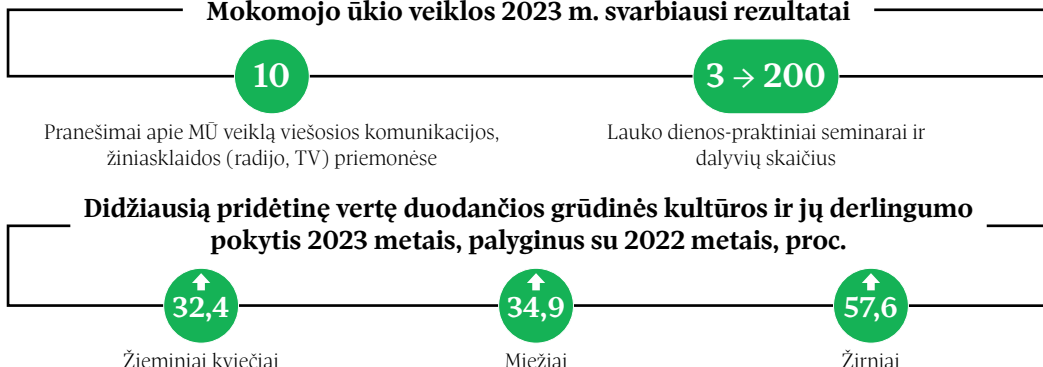 Mokomojo ūkio veiklos 2023 m. svarbiausi rezultatai
10
3 → 200
Pranešimai apie MŪ veiklą viešosios komunikacijos,
žiniasklaidos (radijo, TV) priemonėse
Lauko dienos-praktiniai seminarai ir
dalyvių skaičius
Didžiausią pridėtinę vertę duodančios grūdinės kultūros ir jų derlingumo
pokytis 2023 metais, palyginus su 2022 metais, proc.
32,4
34,9
57,6
Žieminiai kviečiai
Miežiai
Žirniai